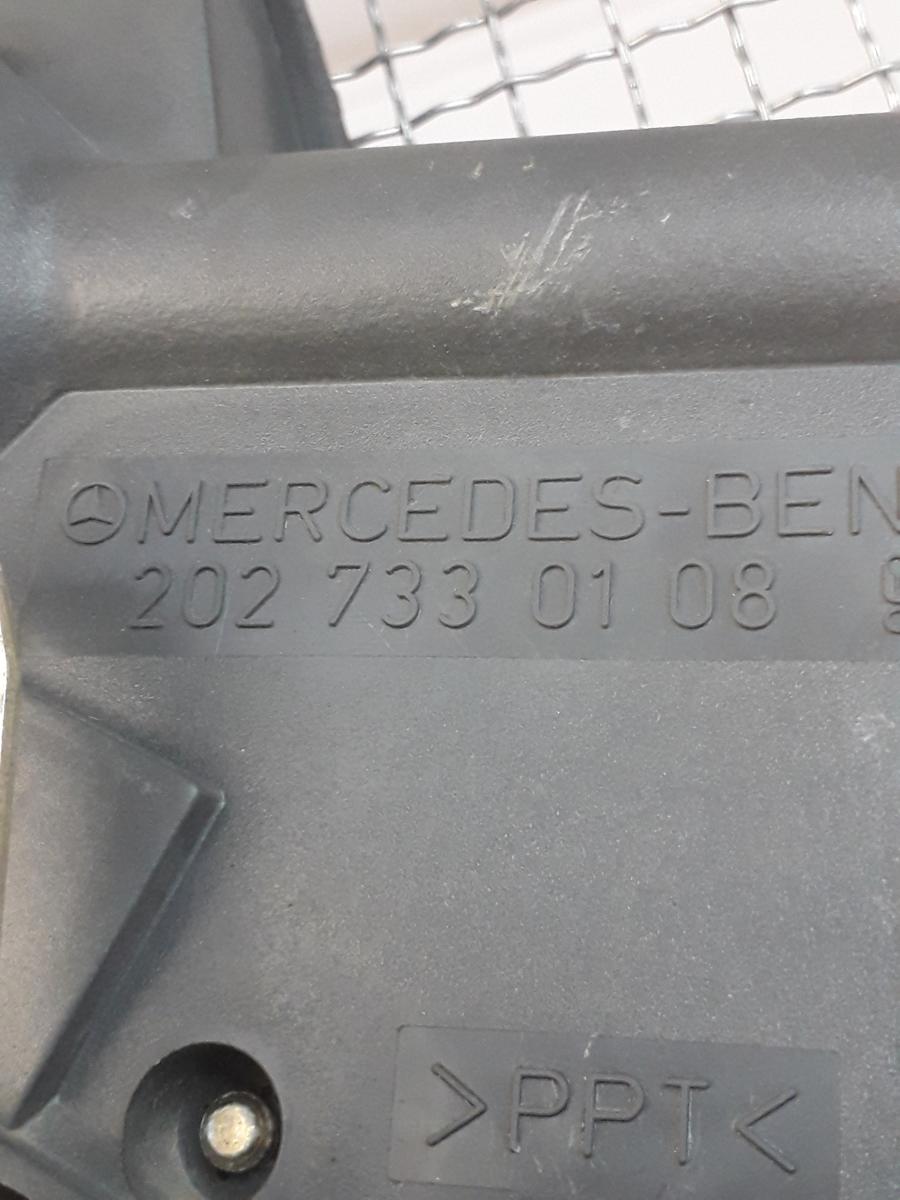 MERCEDES-BEN
202 733 01 08
>PPT<